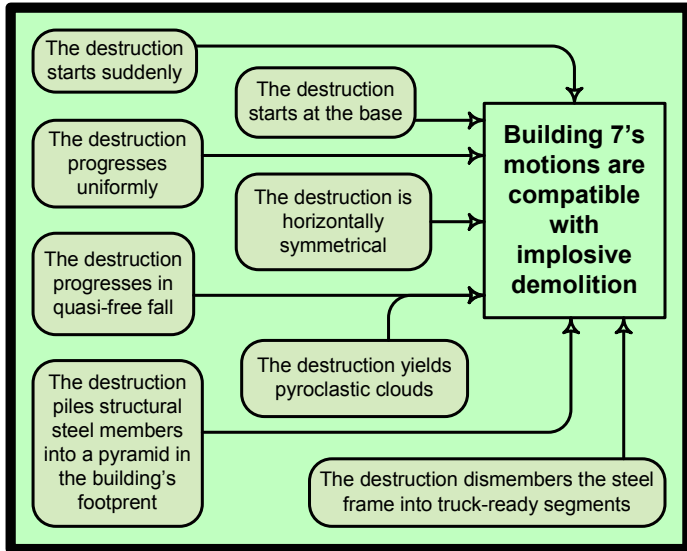 The destruction
starts suddenly
The destruction
starts at the base
Building 7's
motions are
compatible
with
implosive
demolition
The destruction
progresses
uniformly
The destruction is
horizontally
symmetrical
The destruction
progresses in
quasi-free fall
The destruction yields
pyroclastic clouds
The destruction
piles structural
steel members
into a pyramid in
the building's
footprent
The destruction dismembers the steel
frame into truck-ready segments